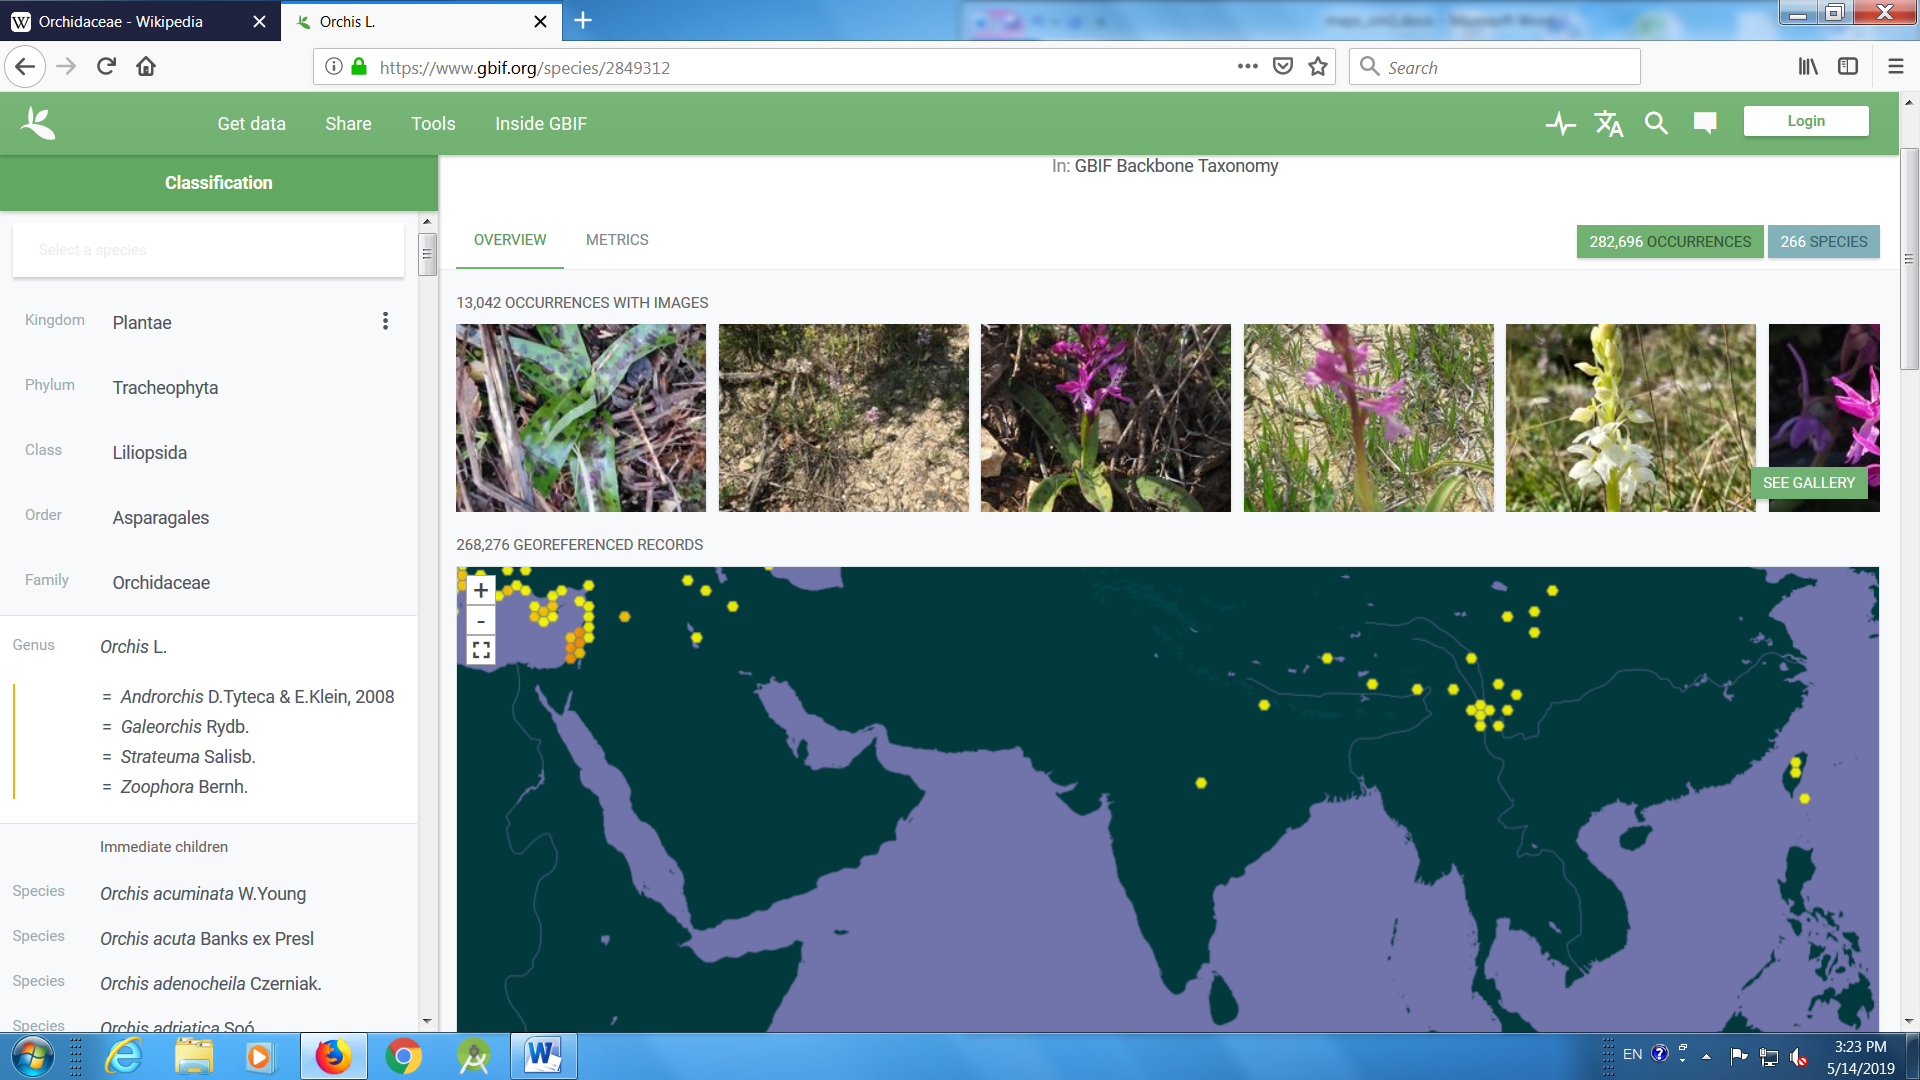 Orchidaceae - Wikipedia
Orchis L.
https://www.gbif.org/species/2849312
Search
Get data
Share
Tools
Inside GBIF
Login
Classification
Select a species
Kingdom Plantae
Phylum Tracheophyta
Class Liliopsida
Order Asparagales
Family Orchidaceae
Genus Orchis L.
= Androrchis D.Tyteca & E.Klein, 2008
= Galeorchis Rydb.
= Strateuma Salisb.
= Zoophora Bernh.
Immediate children
Species Orchis acuminata W.Young
Species Orchis acuta Banks ex Presl
Species Orchis adenocheila Czerniak.
Species Orchis adriatica Soó
In: GBIF Backbone Taxonomy
OVERVIEW
METRICS
282,696 OCCURRENCES
266 SPECIES
13,042 OCCURRENCES WITH IMAGES
SEE GALLERY
268,276 GEOREFERENCED RECORDS
+
-
EN
3:23 PM
5/14/2019